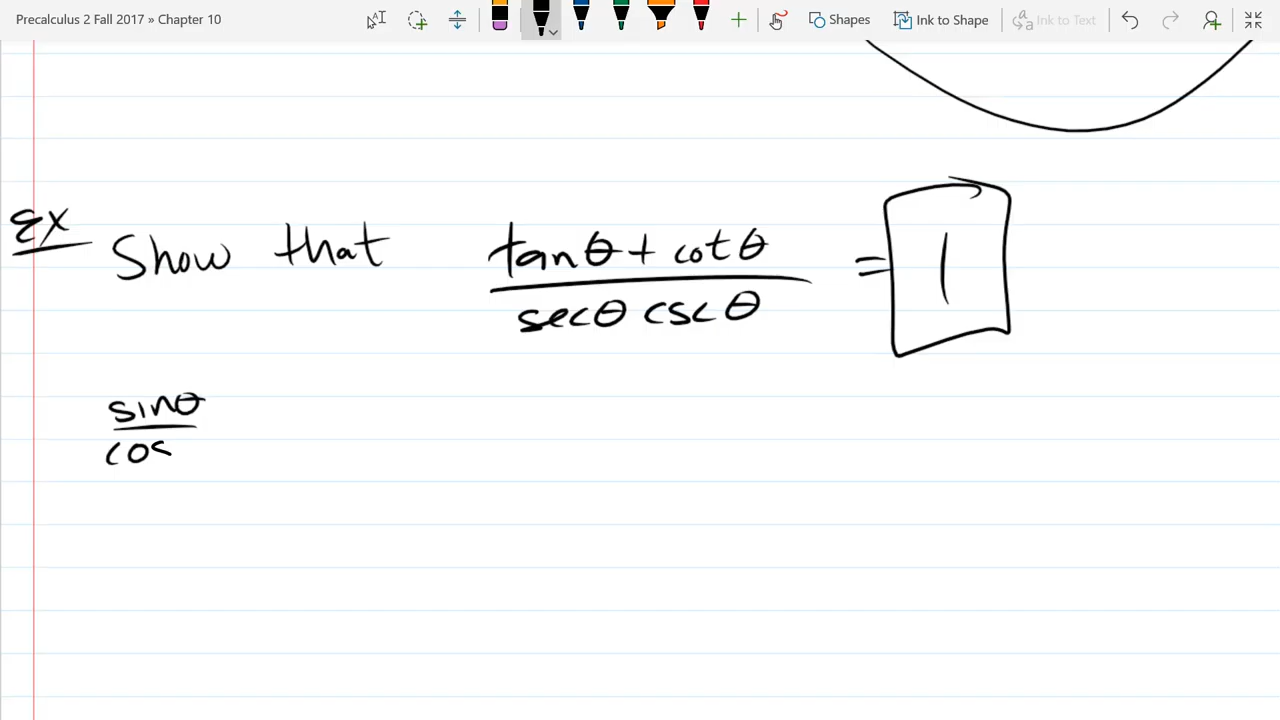 Precalculus 2 Fall 2017 » Chapter 10
Shapes
Ink to Shape
Ink to Text
Ex
Show that tanθ + cotθ / secθ cscθ = 1
sinθ
cos